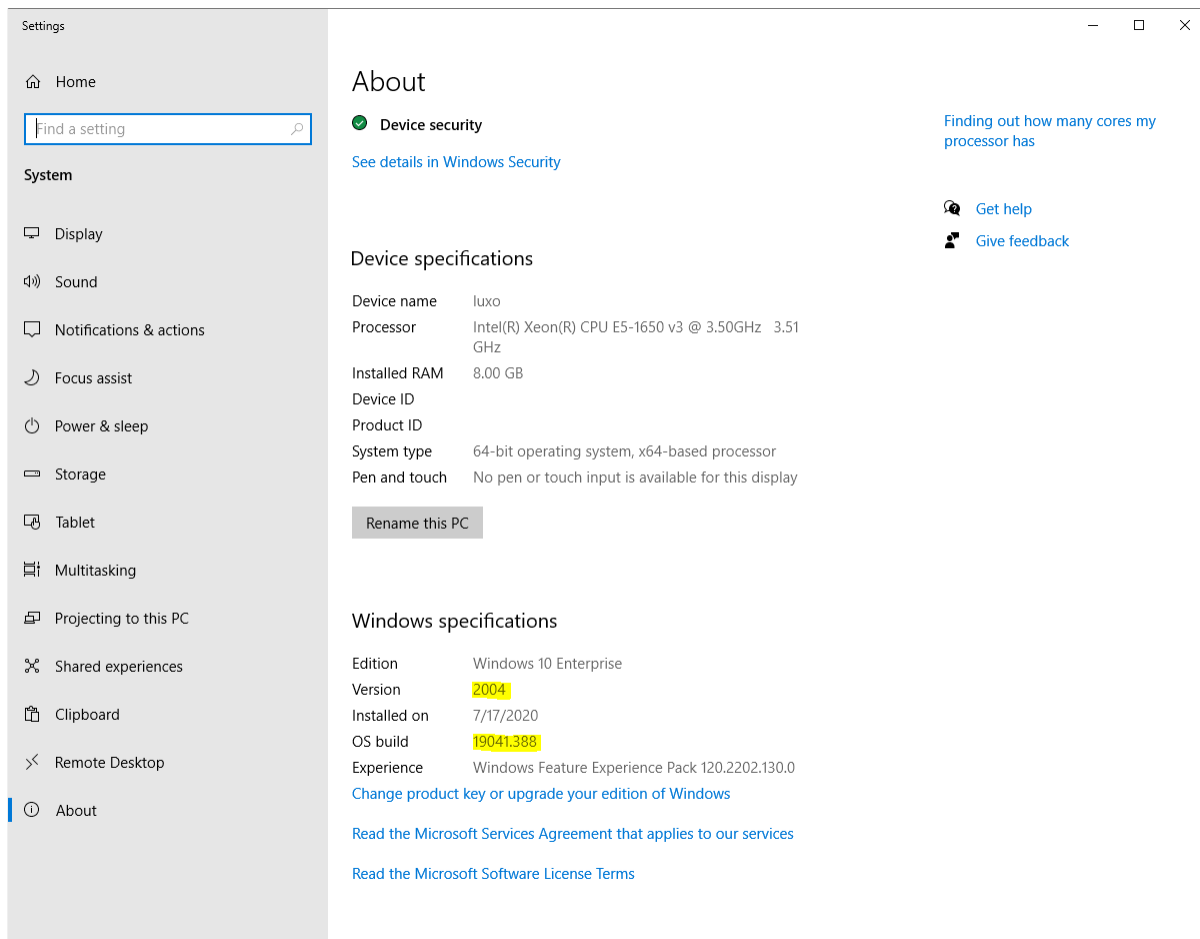 Settings
Home
Find a setting
System
Display
Sound
Notifications & actions
Focus assist
Power & sleep
Storage
Tablet
Multitasking
Projecting to this PC
Shared experiences
Clipboard
Remote Desktop
About
About
Device security
See details in Windows Security
Device specifications
Device name luxo
Processor Intel(R) Xeon(R) CPU E5-1650 v3 @ 3.50GHz 3.51
GHz
Installed RAM 8.00 GB
Device ID
Product ID
System type 64-bit operating system, x64-based processor
Pen and touch No pen or touch input is available for this display
Rename this PC
Windows specifications
Edition Windows 10 Enterprise
Version 2004
Installed on 7/17/2020
OS build 19041.388
Experience Windows Feature Experience Pack 120.2202.130.0
Change product key or upgrade your edition of Windows
Read the Microsoft Services Agreement that applies to our services
Read the Microsoft Software License Terms
Finding out how many cores my
processor has
Get help
Give feedback